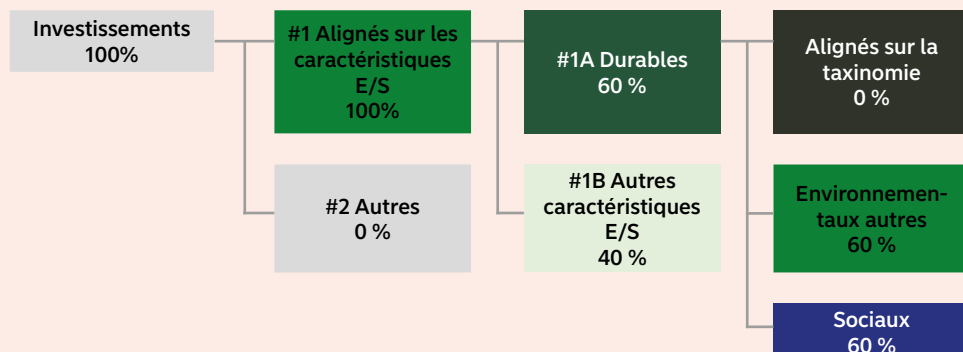 Investissements
100%
#1 Alignés sur les
caractéristiques
E/S
100%
#1A Durables
60 %
Alignés sur la
taxinomie
0 %
#2 Autres
0 %
#1B Autres
caractéristiques
E/S
40 %
Environnemen-
taux autres
60 %
Sociaux
60 %